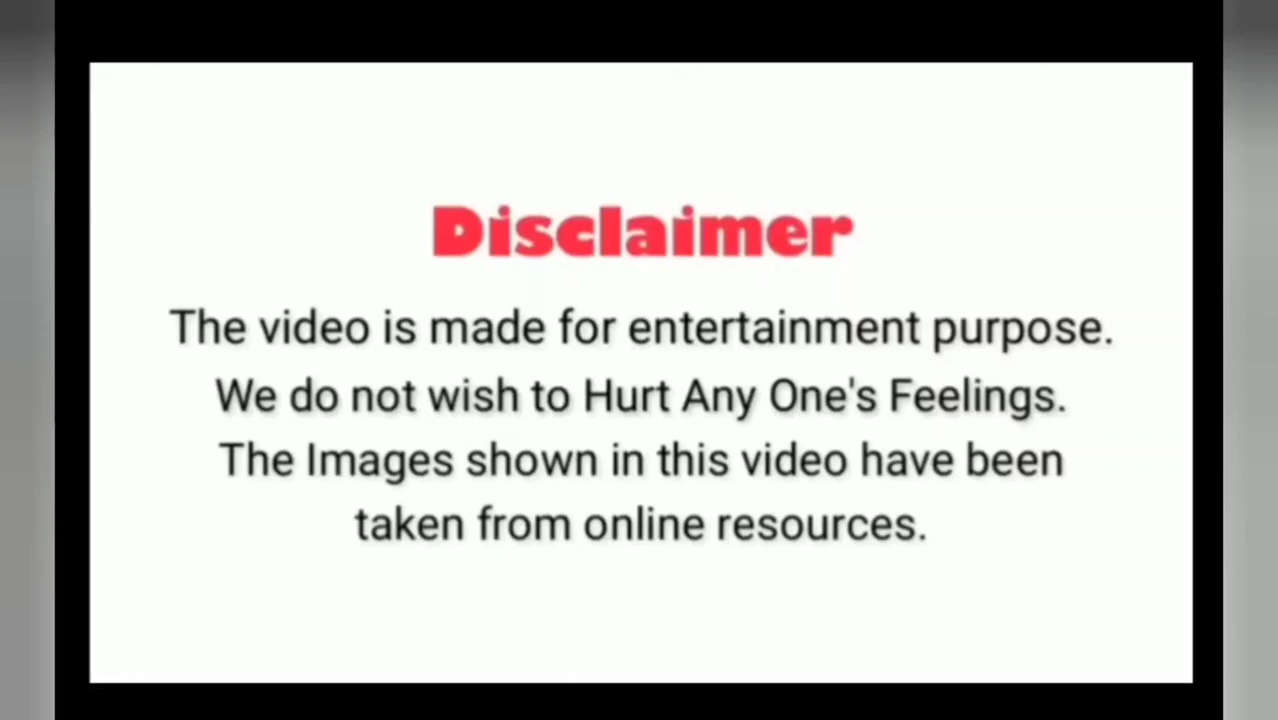 Disclaimer
The video is made for entertainment purpose.
We do not wish to Hurt Any One's Feelings.
The Images shown in this video have been
taken from online resources.